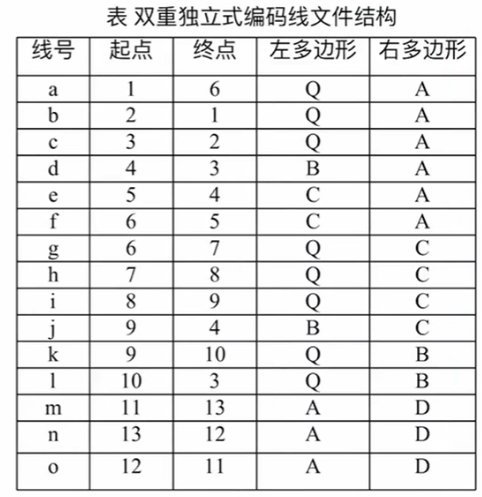 表 双重独立式编码线文件结构
线号 起点 终点 左多边形 右多边形
a 1 6 Q A
b 2 1 Q A
c 3 2 Q A
d 4 3 B A
e 5 4 C A
f 6 5 C A
g 6 7 Q C
h 7 8 Q C
i 8 9 Q C
j 9 4 B C
k 9 10 Q B
l 10 3 Q B
m 11 13 A D
n 13 12 A D
o 12 11 A D